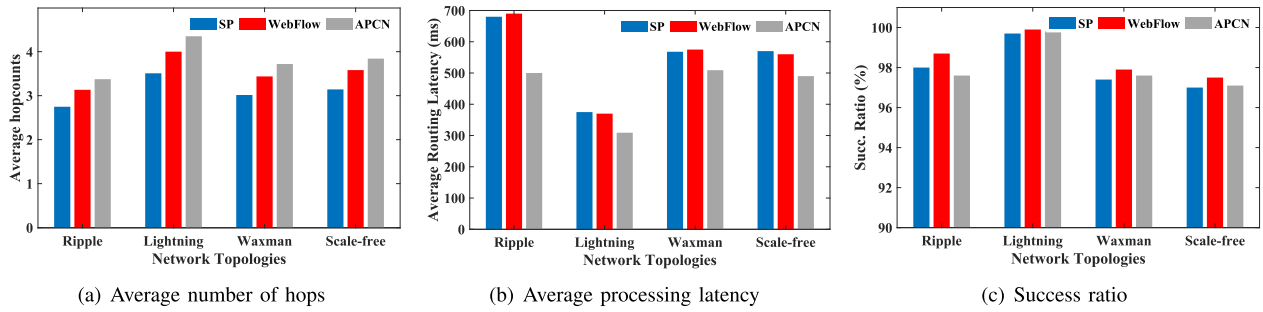 SP WebFlow APCN
4
3
2
1
0
Average hopcounts
Ripple Lightning Waxman Scale-free
Network Topologies
(a) Average number of hops
700
600
500
400
300
200
100
0
Average Routing Latency (ms)
SP WebFlow APCN
Ripple Lightning Waxman Scale-free
Network Topologies
(b) Average processing latency
100
98
96
94
92
90
Succ. Ratio (%)
SP WebFlow APCN
Ripple Lightning Waxman Scale-free
Network Topologies
(c) Success ratio